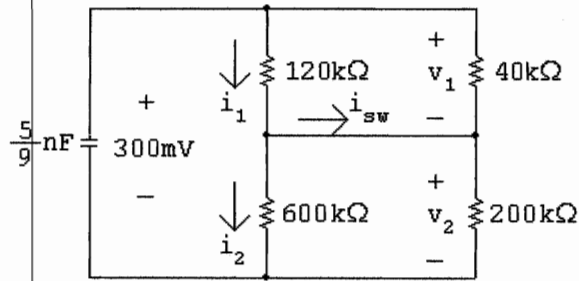 120kΩ
i₁
+
v₁
−
40kΩ
i_sw
5/9 nF
+
300mV
−
i₂
600kΩ
+
v₂
−
200kΩ